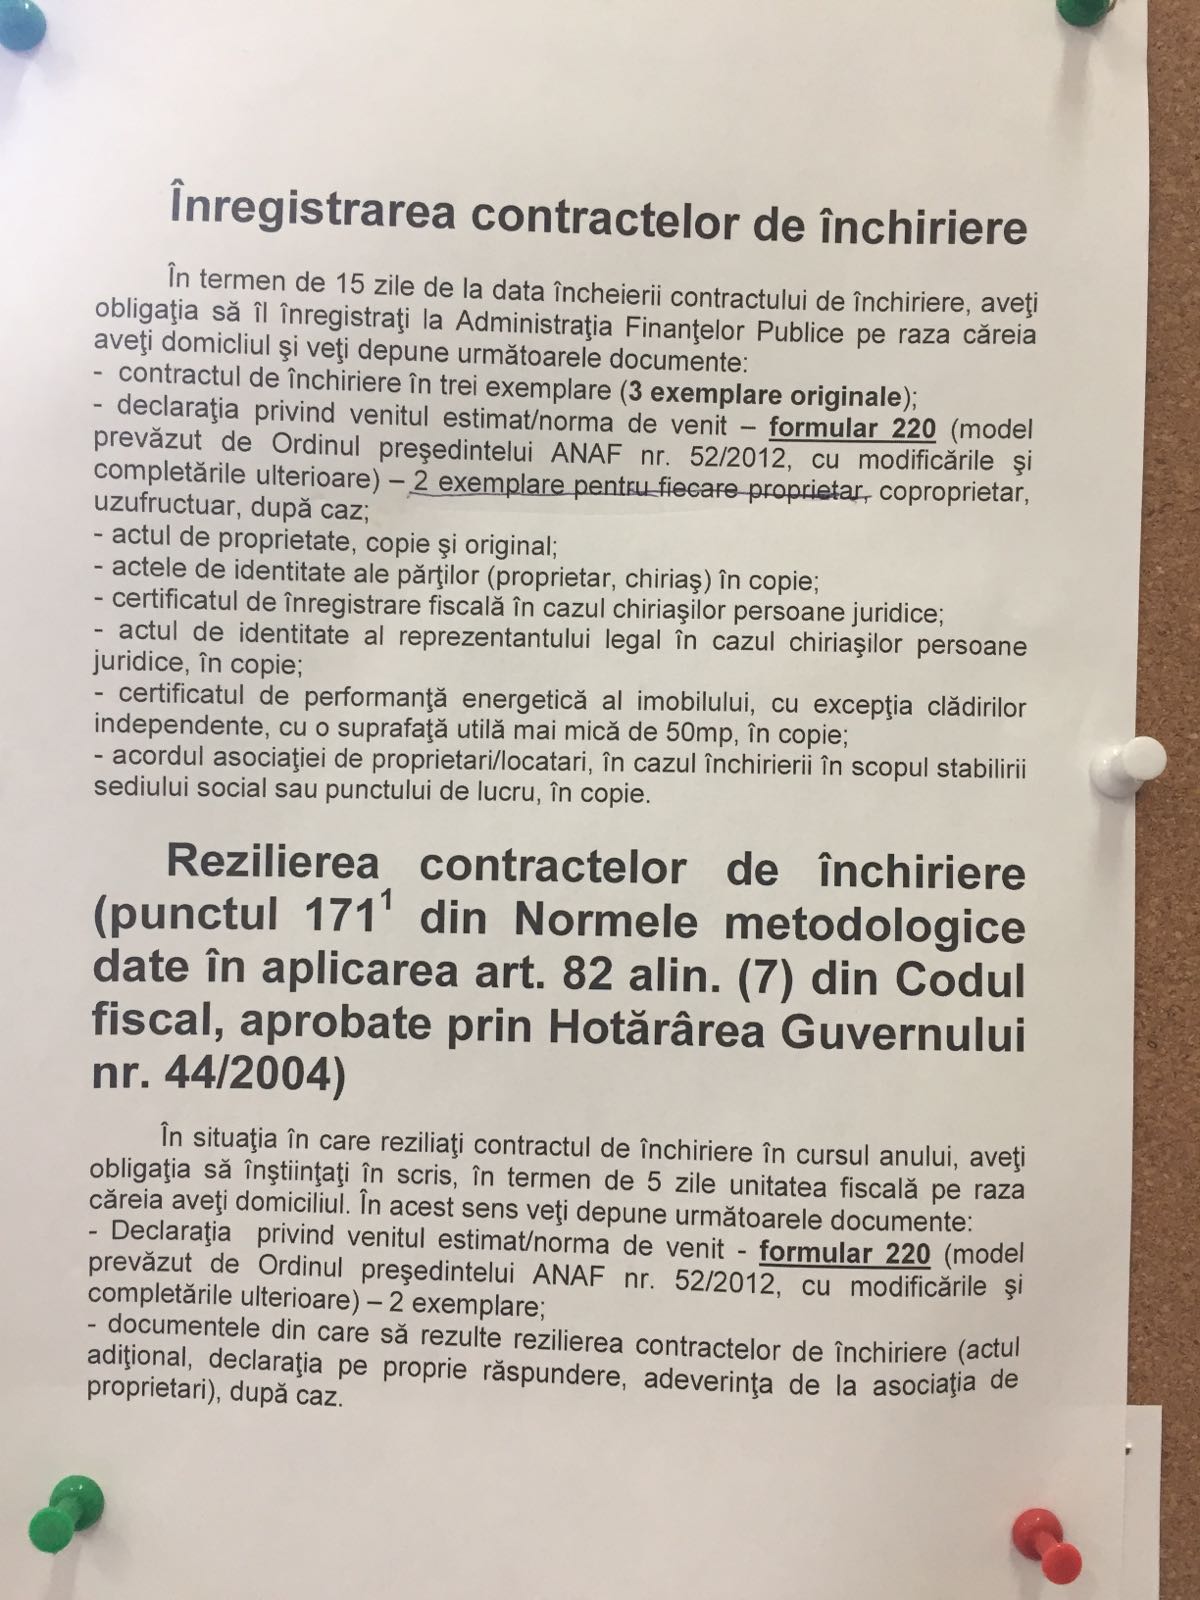 Înregistrarea contractelor de închiriere
În termen de 15 zile de la data încheierii contractului de închiriere, aveţi
obligaţia să îl înregistraţi la Administraţia Finanţelor Publice pe raza căreia
aveţi domicliul şi veţi depune următoarele documente:
- contractul de închiriere în trei exemplare (3 exemplare originale);
- declaraţia privind venitul estimat/norma de venit – formular 220 (model
prevăzut de Ordinul preşedintelui ANAF nr. 52/2012, cu modificările şi
completările ulterioare) – 2 exemplare pentru fiecare proprietar, coproprietar,
uzufructuar, după caz;
- actul de proprietate, copie şi original;
- actele de identitate ale părţilor (proprietar, chiriaş) în copie;
- certificatul de înregistrare fiscală în cazul chiriaşilor persoane juridice;
- actul de identitate al reprezentantului legal în cazul chiriaşilor persoane
juridice, în copie;
- certificatul de performanţă energetică al imobilului, cu excepţia clădirilor
independente, cu o suprafaţă utilă mai mică de 50mp, în copie;
- acordul asociaţiei de proprietari/locatari, în cazul închirierii în scopul stabilirii
sediului social sau punctului de lucru, în copie.
Rezilierea contractelor de închiriere
(punctul 171¹ din Normele metodologice
date în aplicarea art. 82 alin. (7) din Codul
fiscal, aprobate prin Hotărârea Guvernului
nr. 44/2004)
În situaţia în care reziliaţi contractul de închiriere în cursul anului, aveţi
obligaţia să înştiinţaţi în scris, în termen de 5 zile unitatea fiscală pe raza
căreia aveţi domiciliul. În acest sens veţi depune următoarele documente:
- Declaraţia privind venitul estimat/norma de venit - formular 220 (model
prevăzut de Ordinul preşedintelui ANAF nr. 52/2012, cu modificările şi
completările ulterioare) – 2 exemplare;
- documentele din care să rezulte rezilierea contractelor de închiriere (actul
adiţional, declaraţia pe proprie răspundere, adeverinţa de la asociaţia de
proprietari), după caz.